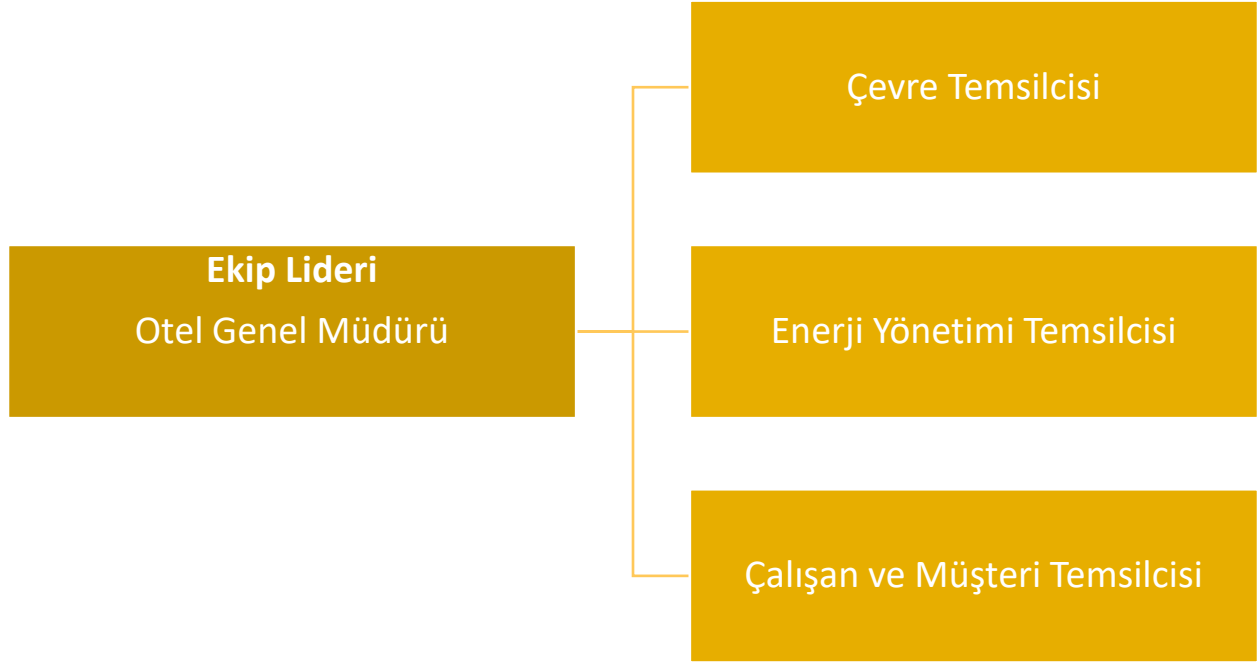 Çevre Temsilcisi
Ekip Lideri
Otel Genel Müdürü
Enerji Yönetimi Temsilcisi
Çalışan ve Müşteri Temsilcisi